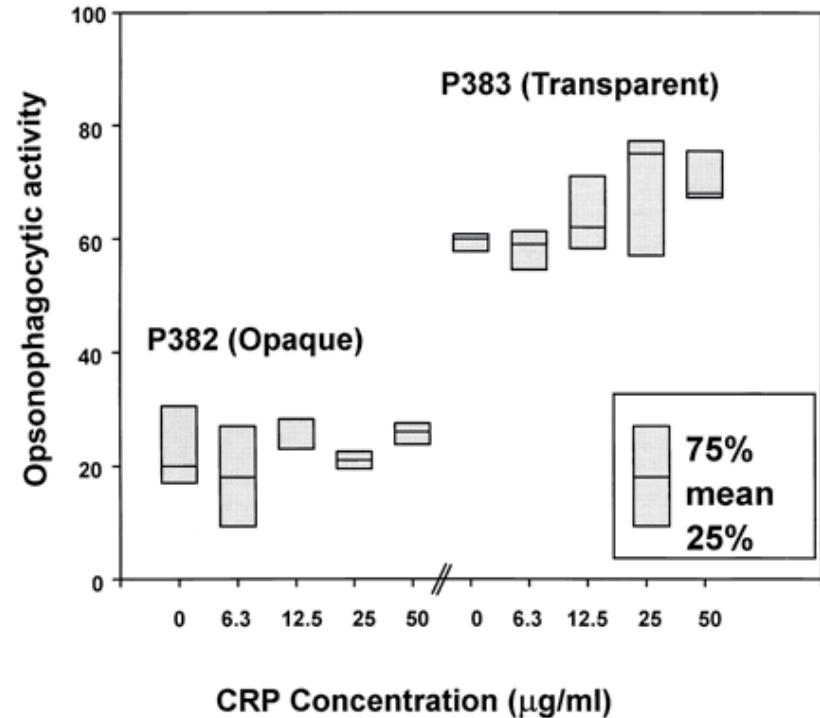 100
80
60
40
20
0
Opsonophagocytic activity
P383 (Transparent)
P382 (Opaque)
75%
mean
25%
0 6.3 12.5 25 50 0 6.3 12.5 25 50
CRP Concentration (µg/ml)